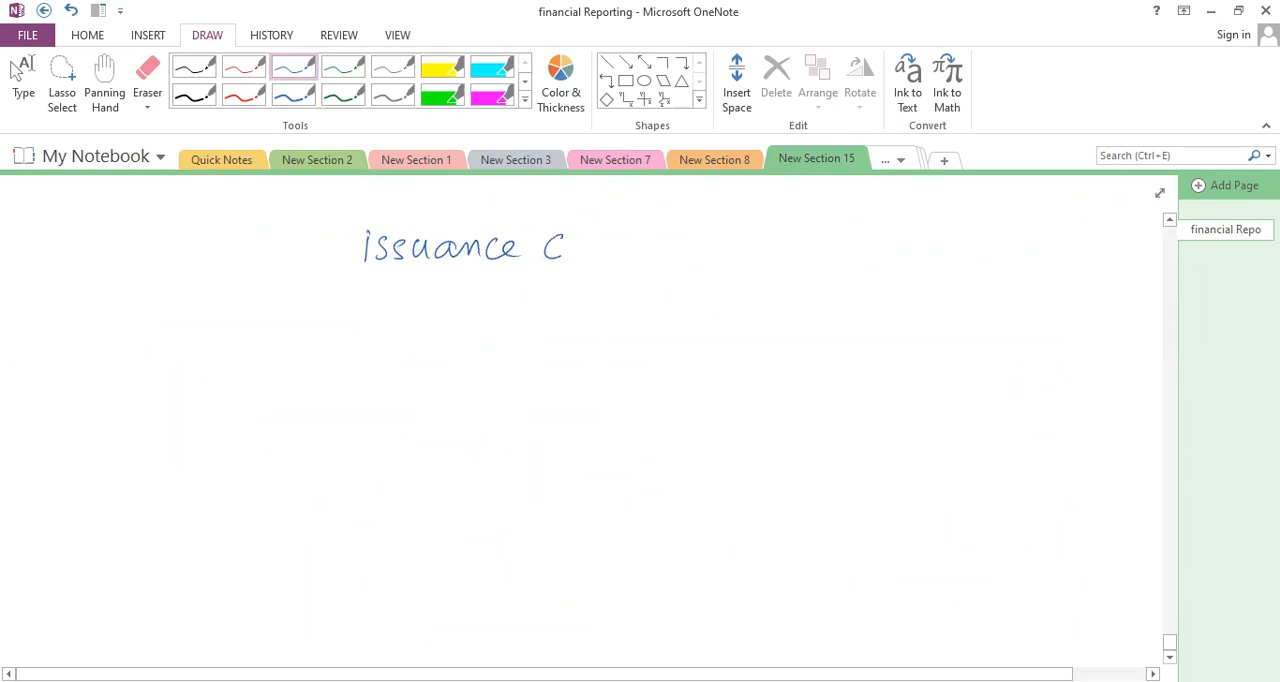 financial Reporting - Microsoft OneNote
?
FILE HOME INSERT DRAW HISTORY REVIEW VIEW
Sign in
Type
Lasso Select
Panning Hand
Eraser
Color & Thickness
Insert Space
Delete
Arrange
Rotate
Ink to Text
Ink to Math
Tools
Shapes
Edit
Convert
My Notebook
Quick Notes
New Section 2
New Section 1
New Section 3
New Section 7
New Section 8
New Section 15
...
Search (Ctrl+E)
Add Page
financial Repo
issuance C